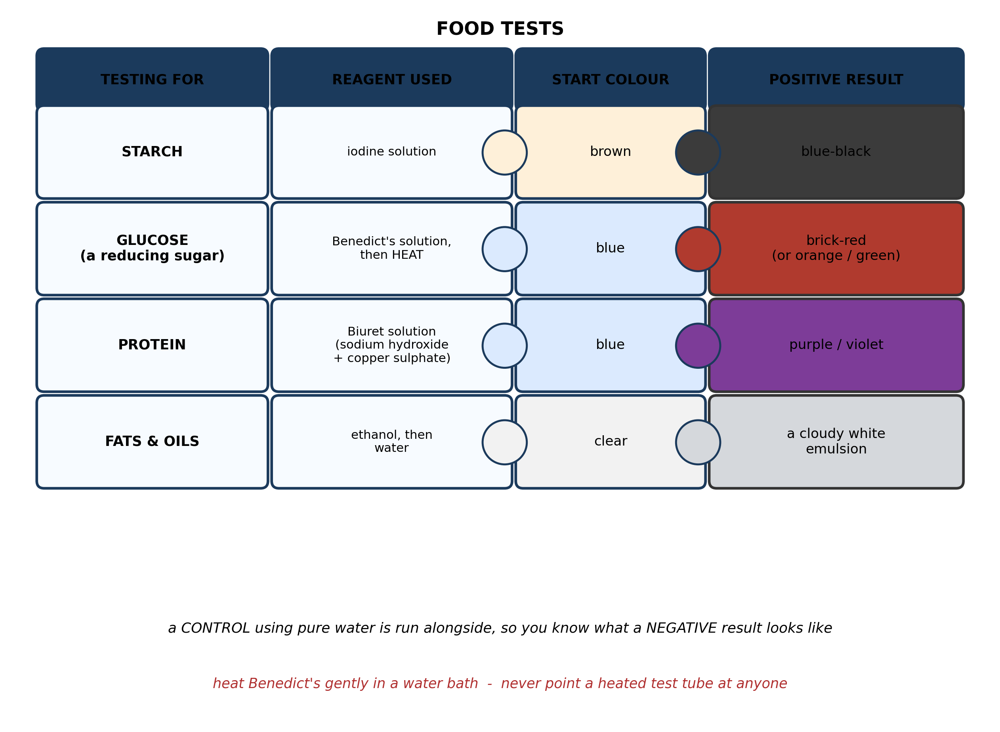 FOOD TESTS
TESTING FOR
REAGENT USED
START COLOUR
POSITIVE RESULT
STARCH
iodine solution
brown
blue-black
GLUCOSE
(a reducing sugar)
Benedict's solution,
then HEAT
blue
brick-red
(or orange / green)
PROTEIN
Biuret solution
(sodium hydroxide
+ copper sulphate)
blue
purple / violet
FATS & OILS
ethanol, then
water
clear
a cloudy white
emulsion
a CONTROL using pure water is run alongside, so you know what a NEGATIVE result looks like
heat Benedict's gently in a water bath - never point a heated test tube at anyone